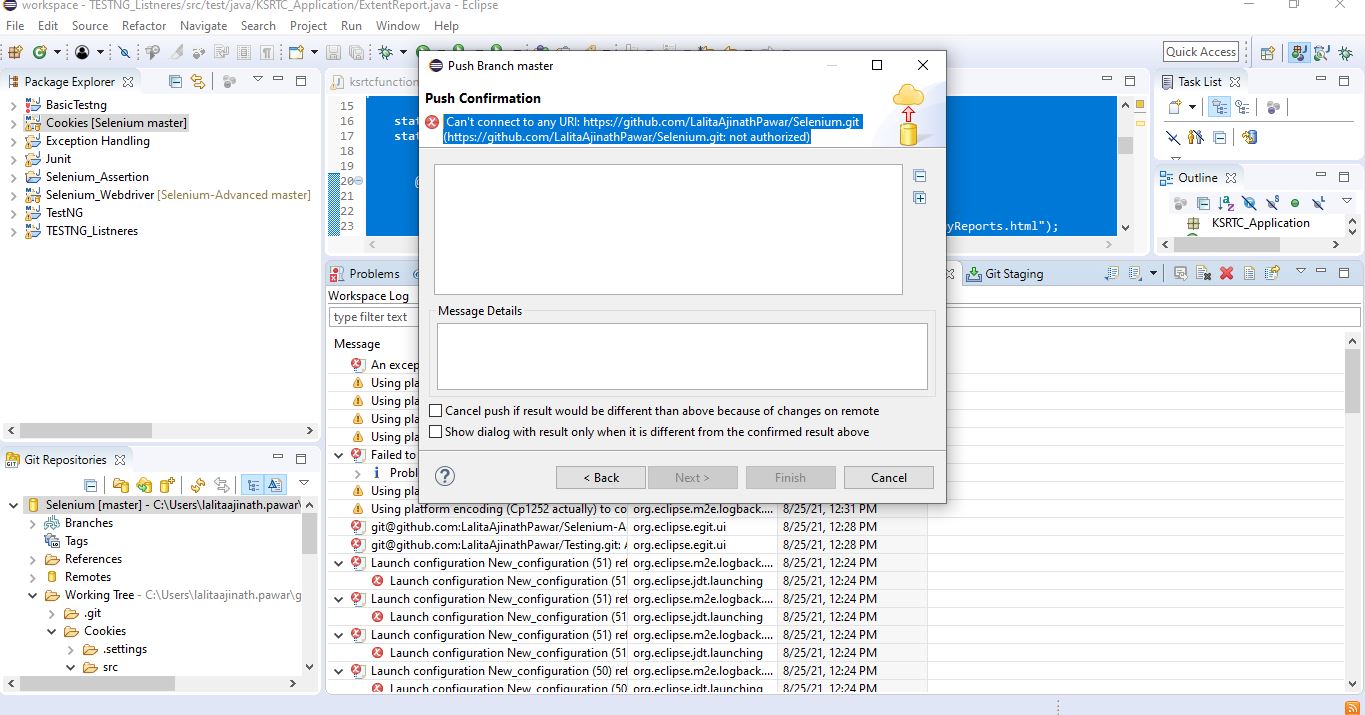 workspace - TESTNG_Listneres/src/test/java/KSRTC_Application/ExtentReport.java - Eclipse
File Edit Source Refactor Navigate Search Project Run Window Help
Quick Access
Package Explorer
BasicTestng
Cookies [Selenium master]
Exception Handling
Junit
Selenium_Assertion
Selenium_Webdriver [Selenium-Advanced master]
TestNG
TESTNG_Listneres
Git Repositories
Selenium [master] - C:\Users\lalitaajinath.pawar\
Branches
Tags
References
Remotes
Working Tree - C:\Users\lalitaajinath.pawar\g
.git
Cookies
.settings
src
ksrtcfunction
15
16 stat
17 stat
18
19
20
21
22
23 yReports.html");
Push Branch master
Push Confirmation
Can't connect to any URI: https://github.com/LalitaAjinathPawar/Selenium.git
(https://github.com/LalitaAjinathPawar/Selenium.git: not authorized)
Message Details
Cancel push if result would be different than above because of changes on remote
Show dialog with result only when it is different from the confirmed result above
< Back Next > Finish Cancel
Task List
Outline
KSRTC_Application
Problems
Git Staging
Workspace Log
type filter text
Message
An excep
Using pla
Using pla
Using pla
Using pla
Failed to
Probl
Using pla
Using platform encoding (Cp1252 actually) to co org.eclipse.m2e.logback.... 8/25/21, 12:31 PM
git@github.com:LalitaAjinathPawar/Selenium-A org.eclipse.egit.ui 8/25/21, 12:28 PM
git@github.com:LalitaAjinathPawar/Testing.git: A org.eclipse.egit.ui 8/25/21, 12:28 PM
Launch configuration New_configuration (51) ref org.eclipse.m2e.logback.... 8/25/21, 12:24 PM
Launch configuration New_configuration (51 org.eclipse.jdt.launching 8/25/21, 12:24 PM
Launch configuration New_configuration (51) ref org.eclipse.m2e.logback.... 8/25/21, 12:24 PM
Launch configuration New_configuration (51 org.eclipse.jdt.launching 8/25/21, 12:24 PM
Launch configuration New_configuration (51) ref org.eclipse.m2e.logback.... 8/25/21, 12:24 PM
Launch configuration New_configuration (51 org.eclipse.jdt.launching 8/25/21, 12:24 PM
Launch configuration New_configuration (50) ref org.eclipse.m2e.logback.... 8/25/21, 12:24 PM
Launch configuration New_configuration (50 org.eclipse.jdt.launching 8/25/21, 12:24 PM